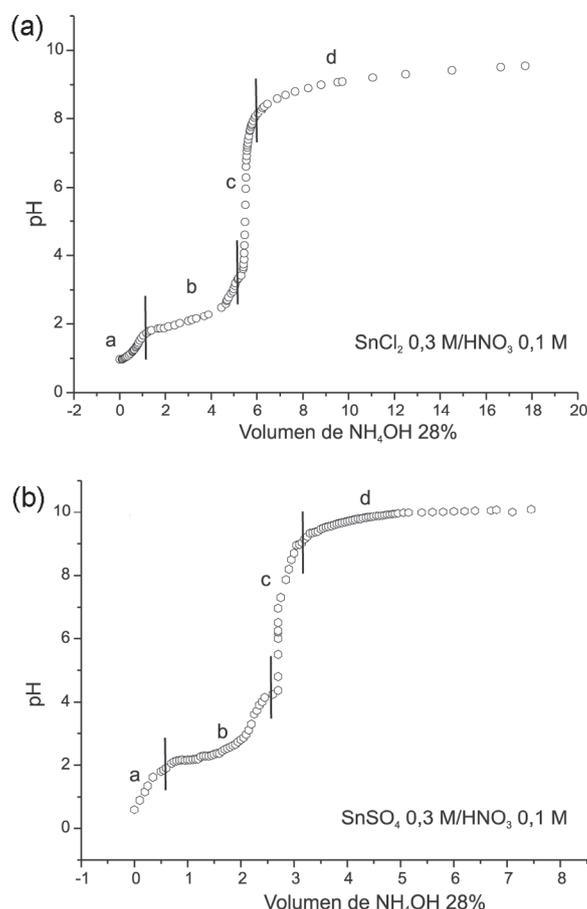 (a)
d
10
8
c
pH
6
4
b
2
a
SnCl₂ 0,3 M/HNO₃ 0,1 M
0
-2 0 2 4 6 8 10 12 14 16 18 20
Volumen de NH₄OH 28%
(b)
d
10
8
c
pH
6
4
b
2
a
SnSO₄ 0,3 M/HNO₃ 0,1 M
0
-1 0 1 2 3 4 5 6 7 8
Volumen de NH₄OH 28%